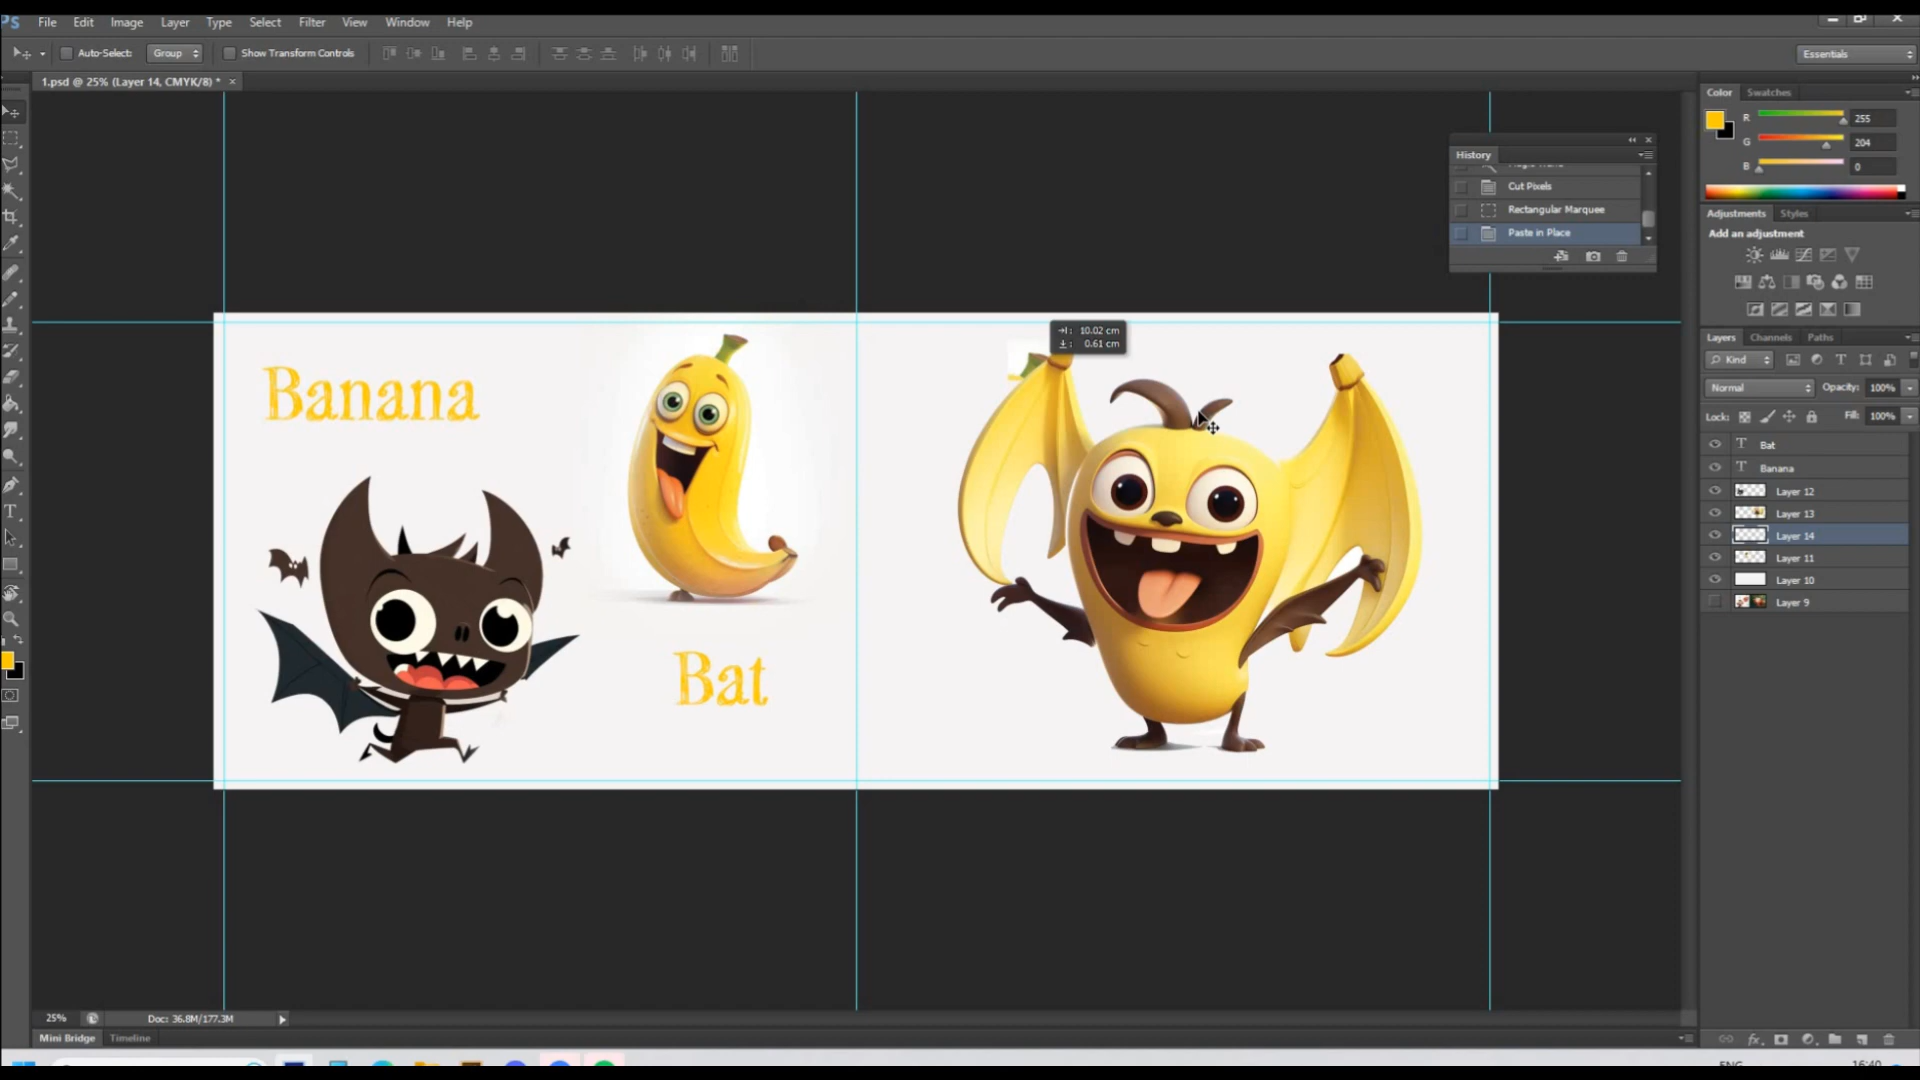 Ps File Edit Image Layer Type Select Filter View Window Help
Auto-Select: Group Show Transform Controls Essentials
1.psd @ 25% (Layer 14, CMYK/8) * ×
Color Swatches
R 255
G 204
B 0
History
Cut Pixels
Rectangular Marquee
Paste in Place
Adjustments Styles
Add an adjustment
10.02 cm
0.61 cm
Banana
Bat
Layers Channels Paths
Kind
Normal Opacity: 100%
Lock: Fill: 100%
T Bat
T Banana
Layer 12
Layer 13
Layer 14
Layer 11
Layer 10
Layer 9
25% Doc: 36.8M/177.3M
Mini Bridge Timeline
ENG 16:40